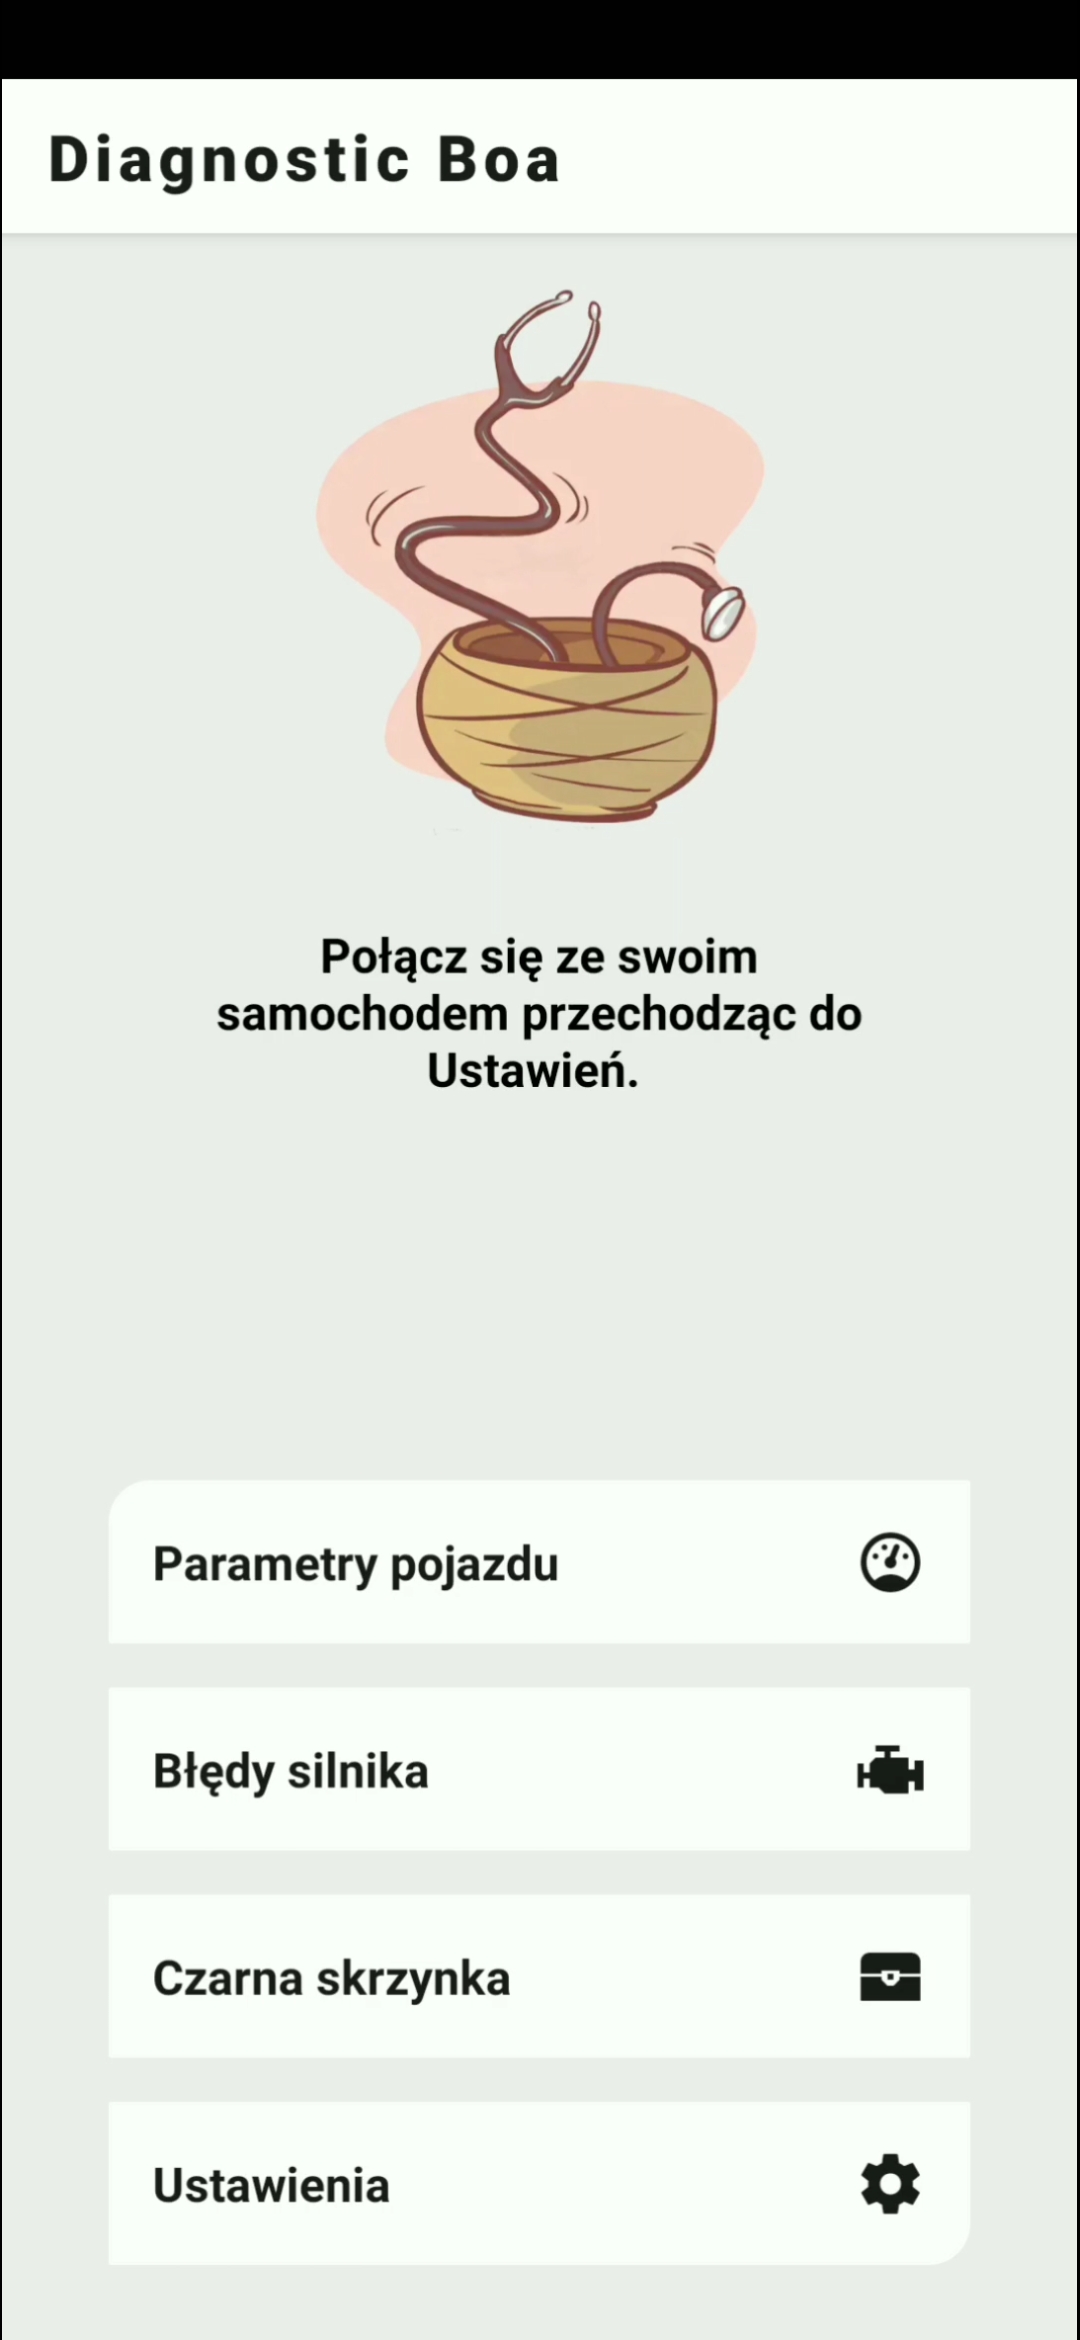 Diagnostic Boa
Połącz się ze swoim
samochodem przechodząc do
Ustawień.
Parametry pojazdu
Błędy silnika
Czarna skrzynka
Ustawienia